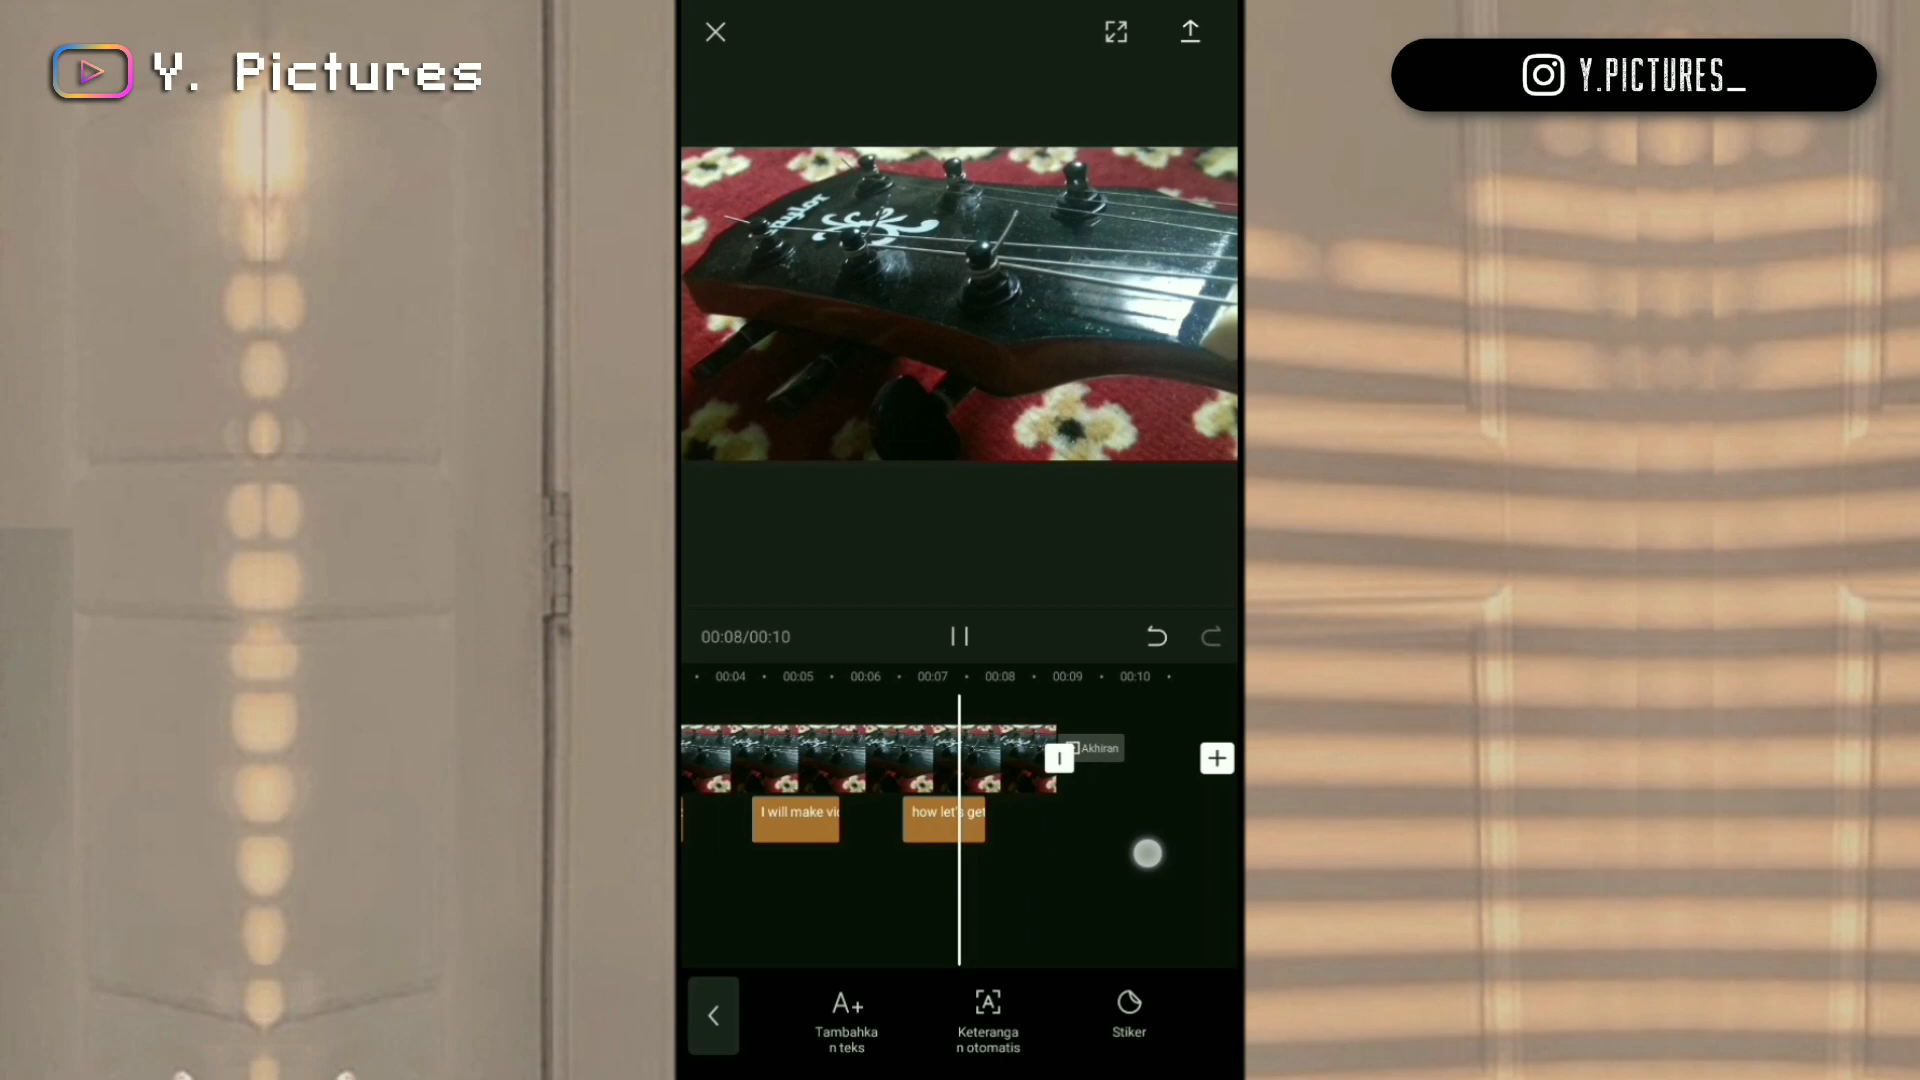 Y. Pictures
Y.PICTURES_
Taylor
00:08/00:10
00:04 00:05 00:06 00:07 00:08 00:09 00:10
Akhiran
I will make vi
how let's get
Tambahka
n teks
Keteranga
n otomatis
Stiker